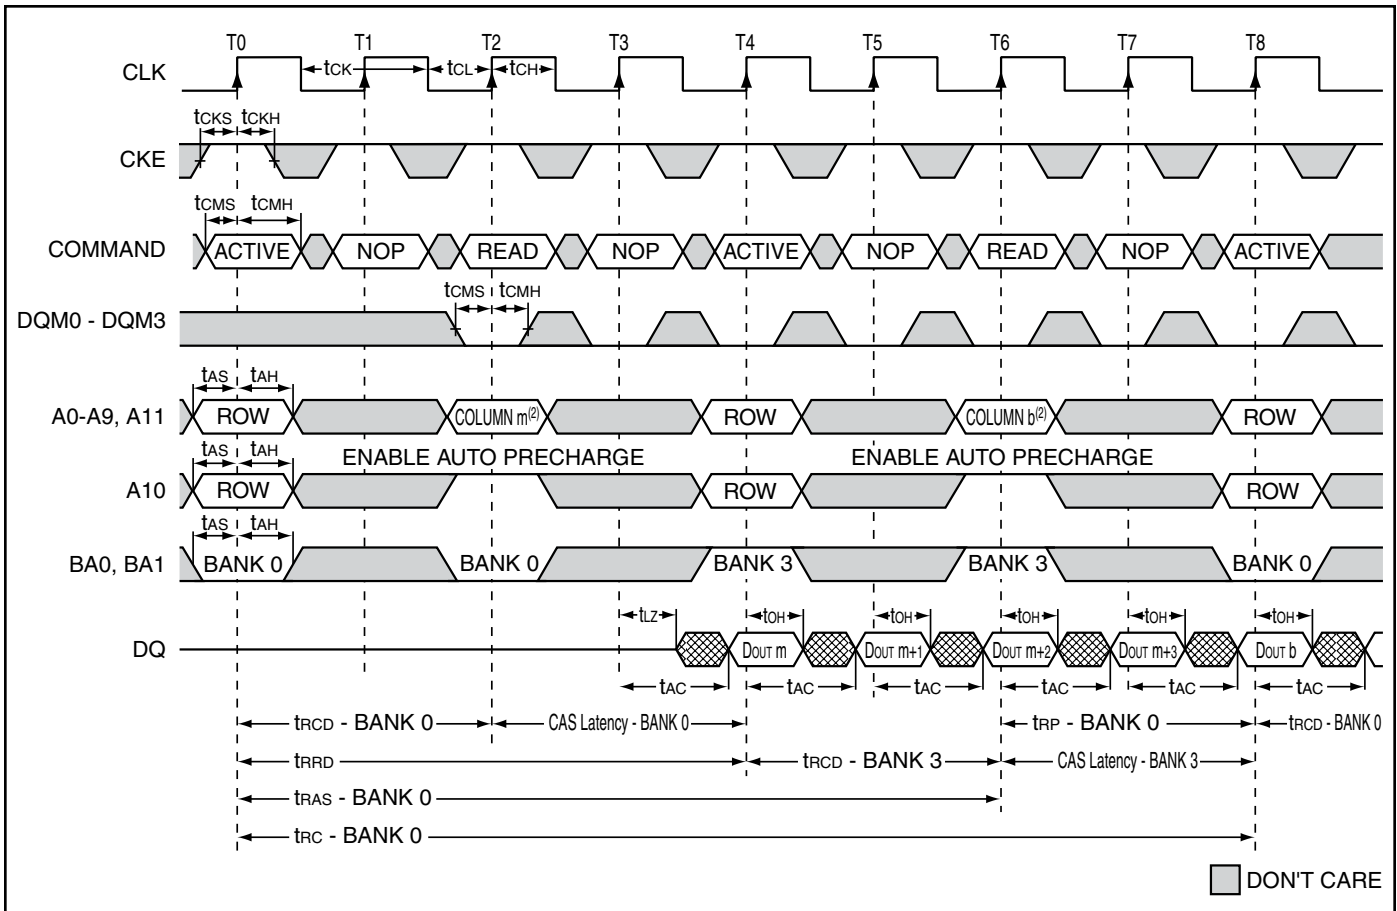 T0 T1 T2 T3 T4 T5 T6 T7 T8
CLK tCK tCL tCH
tCKS tCKH
CKE
tCMS tCMH
COMMAND ACTIVE NOP READ NOP ACTIVE NOP READ NOP ACTIVE
tCMS tCMH
DQM0 - DQM3
tAS tAH
A0-A9, A11 ROW COLUMN m(2) ROW COLUMN b(2) ROW
tAS tAH ENABLE AUTO PRECHARGE ENABLE AUTO PRECHARGE
A10 ROW ROW ROW
tAS tAH
BA0, BA1 BANK 0 BANK 0 BANK 3 BANK 3 BANK 0
tLZ tOH tOH tOH tOH tOH
DQ DOUT m DOUT m+1 DOUT m+2 DOUT m+3 DOUT b
tAC tAC tAC tAC tAC tAC
tRCD - BANK 0 CAS Latency - BANK 0 tRP - BANK 0 tRCD - BANK 0
tRRD tRCD - BANK 3 CAS Latency - BANK 3
tRAS - BANK 0
tRC - BANK 0
DON'T CARE